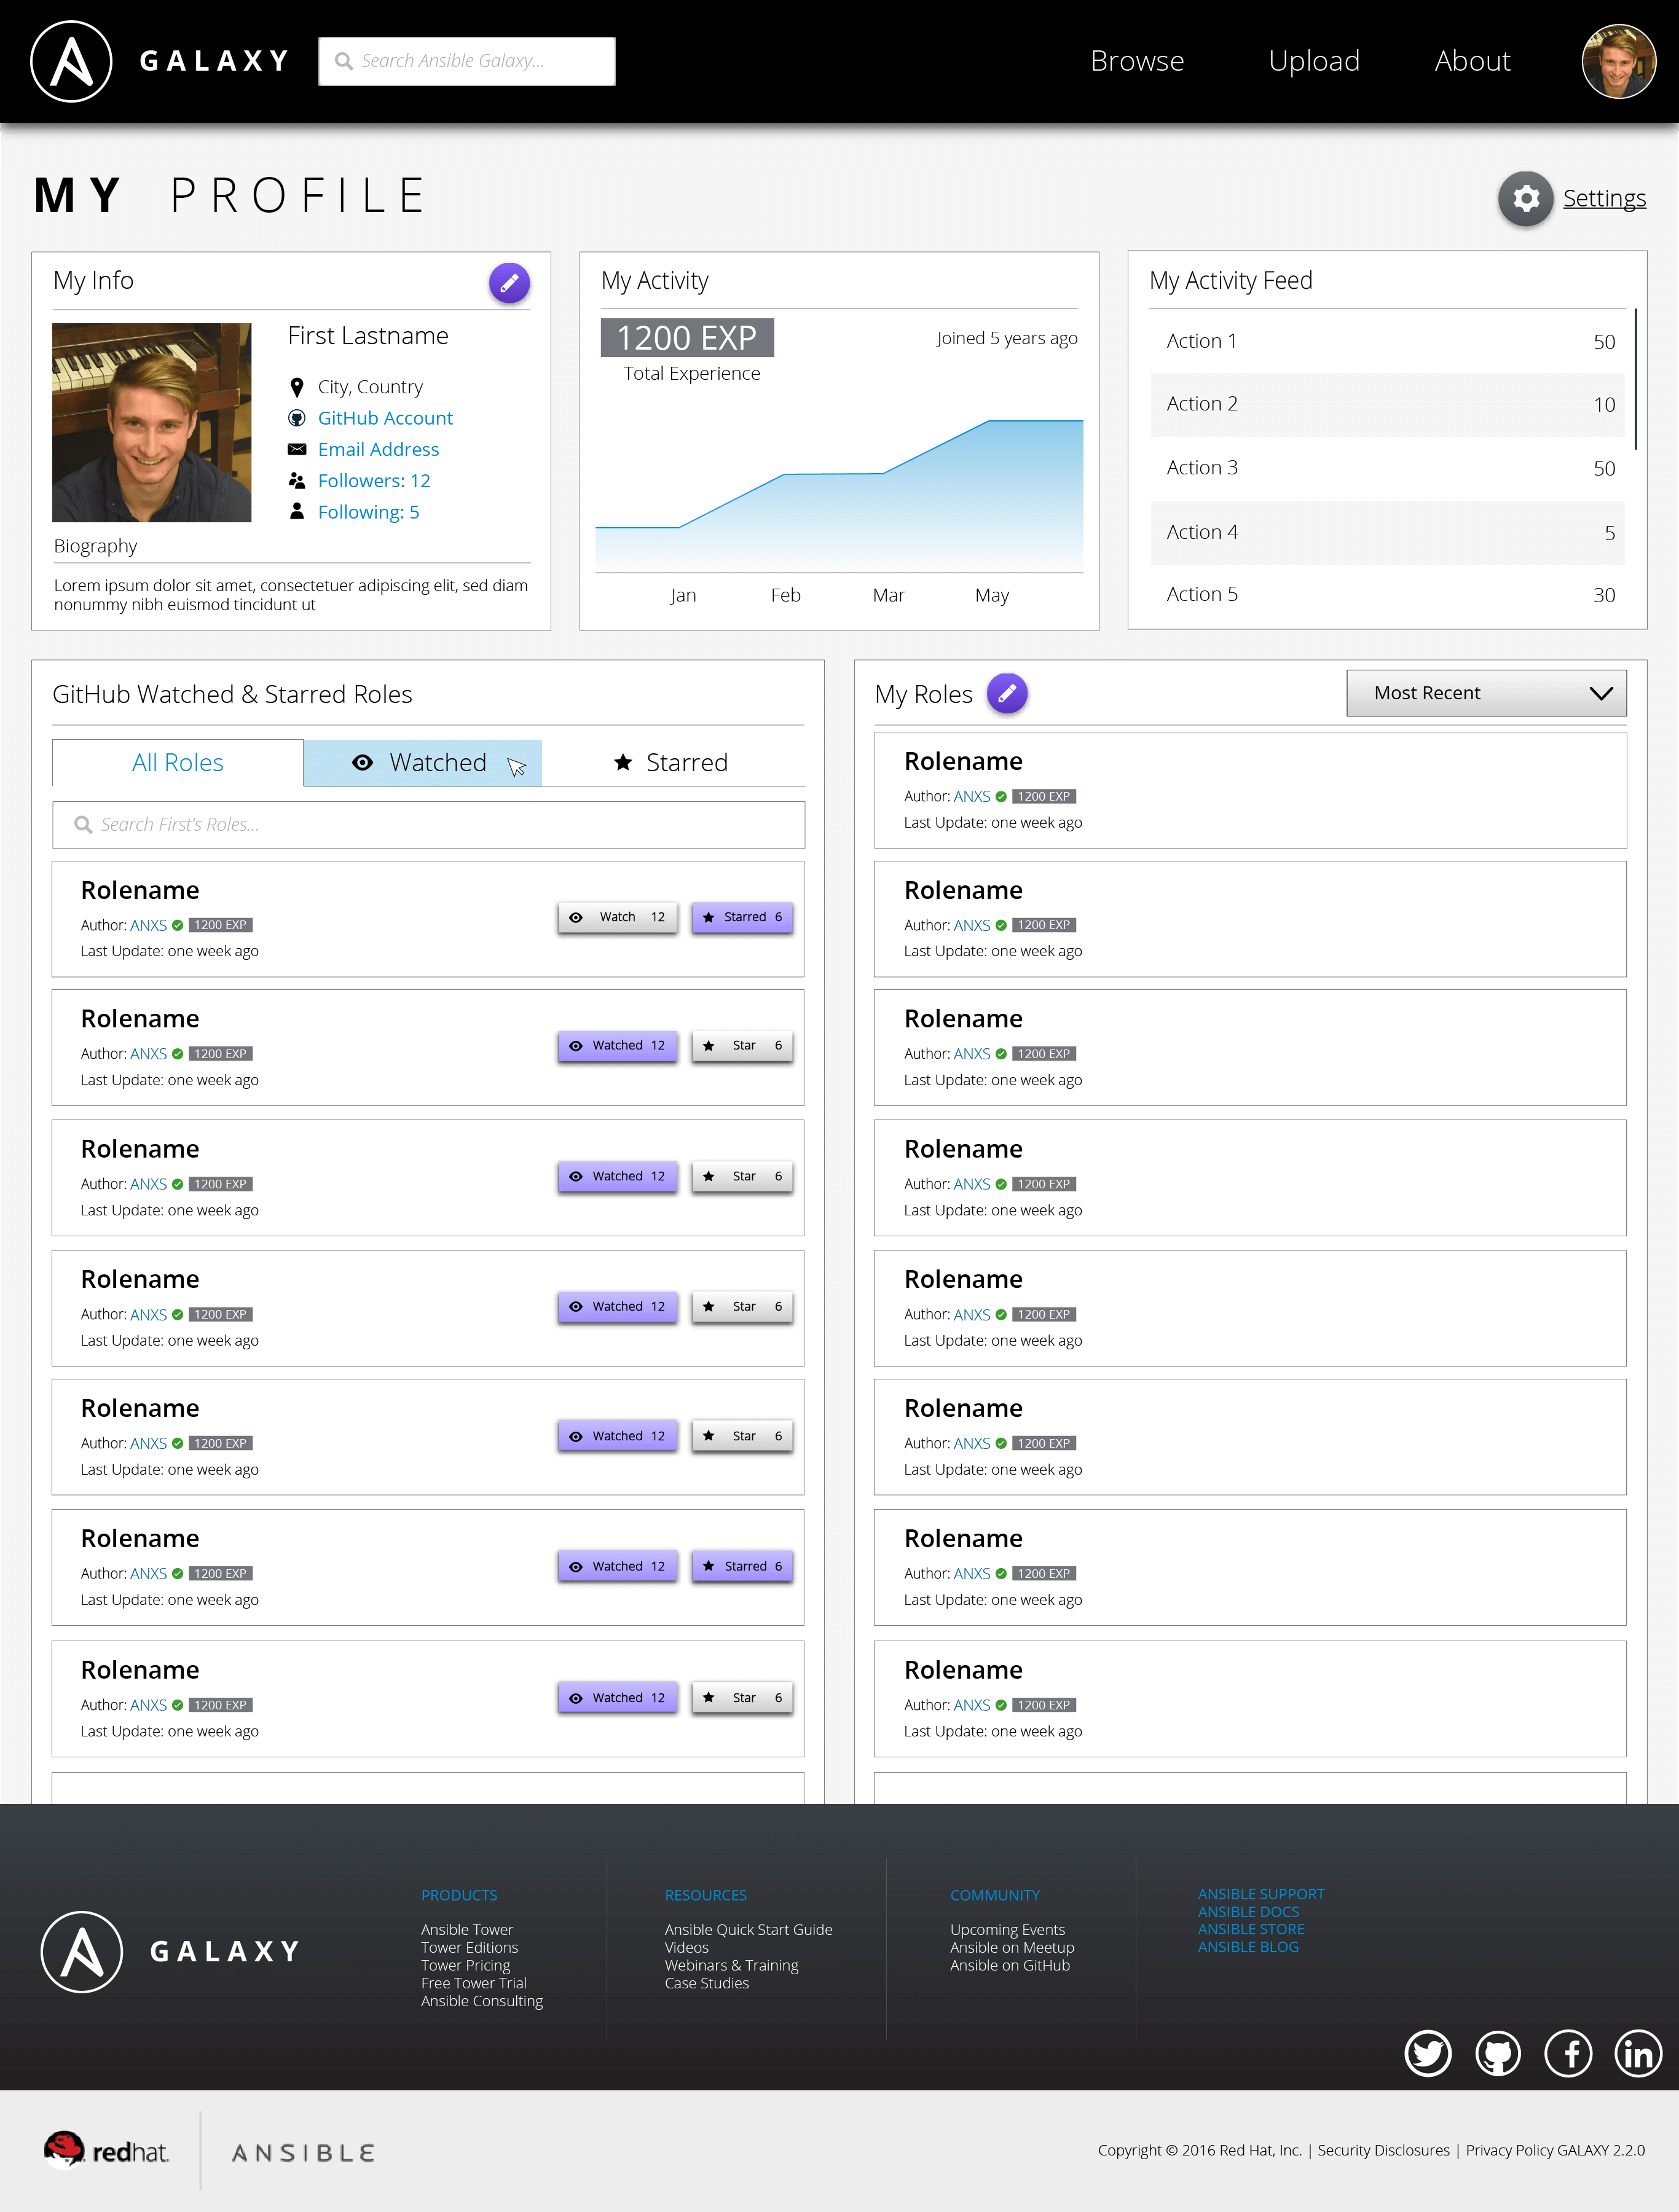 GALAXY
Search Ansible Galaxy...
Browse
Upload
About
MY PROFILE
Settings
My Info
First Lastname
City, Country
GitHub Account
Email Address
Followers: 12
Following: 5
Biography
Lorem ipsum dolor sit amet, consectetuer adipiscing elit, sed diam
nonummy nibh euismod tincidunt ut
My Activity
1200 EXP
Joined 5 years ago
Total Experience
Jan Feb Mar May
My Activity Feed
Action 1 50
Action 2 10
Action 3 50
Action 4 5
Action 5 30
GitHub Watched & Starred Roles
All Roles
Watched
Starred
Search First's Roles...
Rolename
Author: ANXS 1200 EXP
Last Update: one week ago
Watch 12
Starred 6
Rolename
Author: ANXS 1200 EXP
Last Update: one week ago
Watched 12
Star 6
Rolename
Author: ANXS 1200 EXP
Last Update: one week ago
Watched 12
Star 6
Rolename
Author: ANXS 1200 EXP
Last Update: one week ago
Watched 12
Star 6
Rolename
Author: ANXS 1200 EXP
Last Update: one week ago
Watched 12
Star 6
Rolename
Author: ANXS 1200 EXP
Last Update: one week ago
Watched 12
Starred 6
Rolename
Author: ANXS 1200 EXP
Last Update: one week ago
Watched 12
Star 6
My Roles
Most Recent
Rolename
Author: ANXS 1200 EXP
Last Update: one week ago
Rolename
Author: ANXS 1200 EXP
Last Update: one week ago
Rolename
Author: ANXS 1200 EXP
Last Update: one week ago
Rolename
Author: ANXS 1200 EXP
Last Update: one week ago
Rolename
Author: ANXS 1200 EXP
Last Update: one week ago
Rolename
Author: ANXS 1200 EXP
Last Update: one week ago
Rolename
Author: ANXS 1200 EXP
Last Update: one week ago
Rolename
Author: ANXS 1200 EXP
Last Update: one week ago
GALAXY
PRODUCTS
Ansible Tower
Tower Editions
Tower Pricing
Free Tower Trial
Ansible Consulting
RESOURCES
Ansible Quick Start Guide
Videos
Webinars & Training
Case Studies
COMMUNITY
Upcoming Events
Ansible on Meetup
Ansible on GitHub
ANSIBLE SUPPORT
ANSIBLE DOCS
ANSIBLE STORE
ANSIBLE BLOG
redhat.
ANSIBLE
Copyright © 2016 Red Hat, Inc. | Security Disclosures | Privacy Policy GALAXY 2.2.0